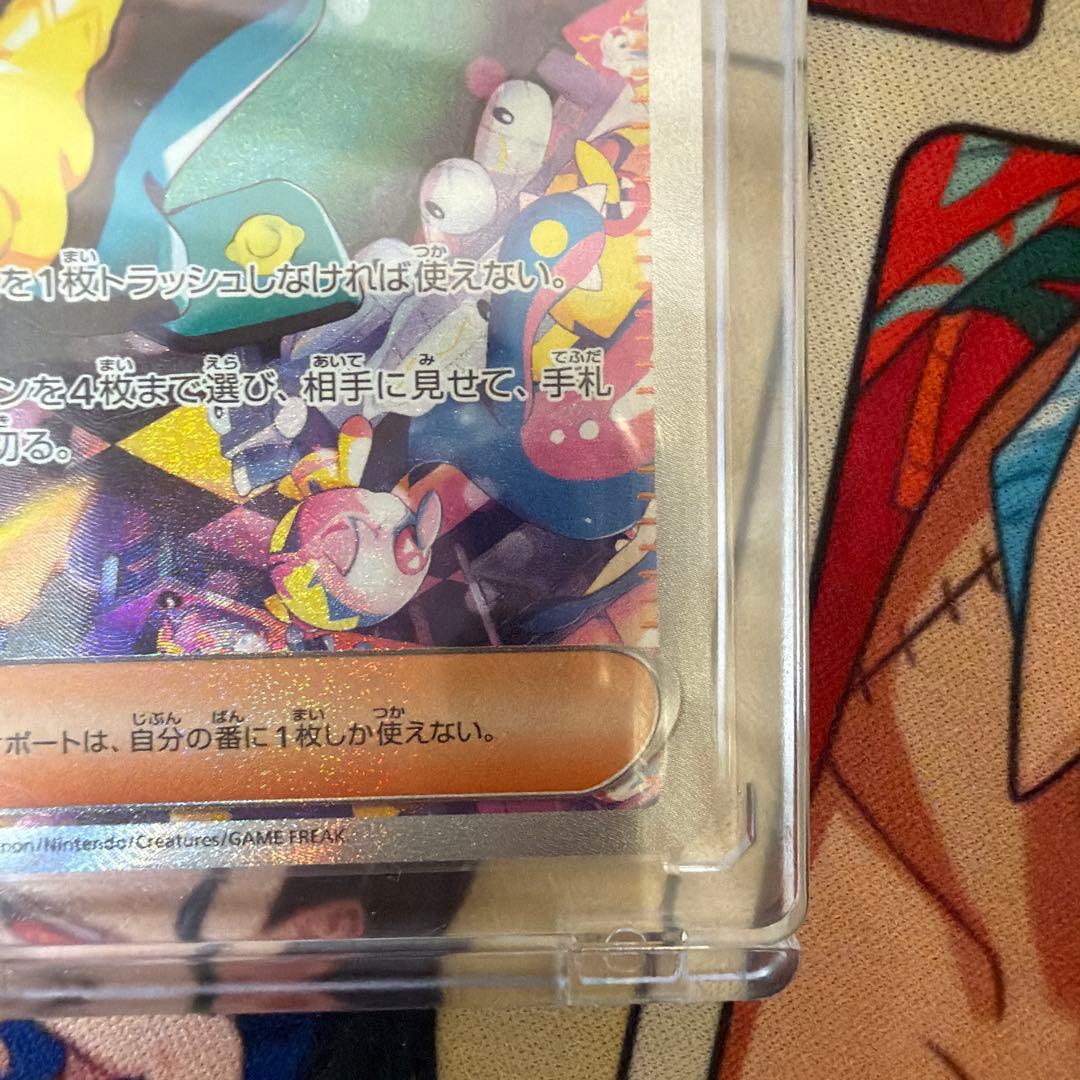 を1枚トラッシュしなければ使えない。
ンを4枚まで選び、相手に見せて、手札
切る。
ポートは、自分の番に1枚しか使えない。
mon/Nintendo/Creatures/GAME FREAK